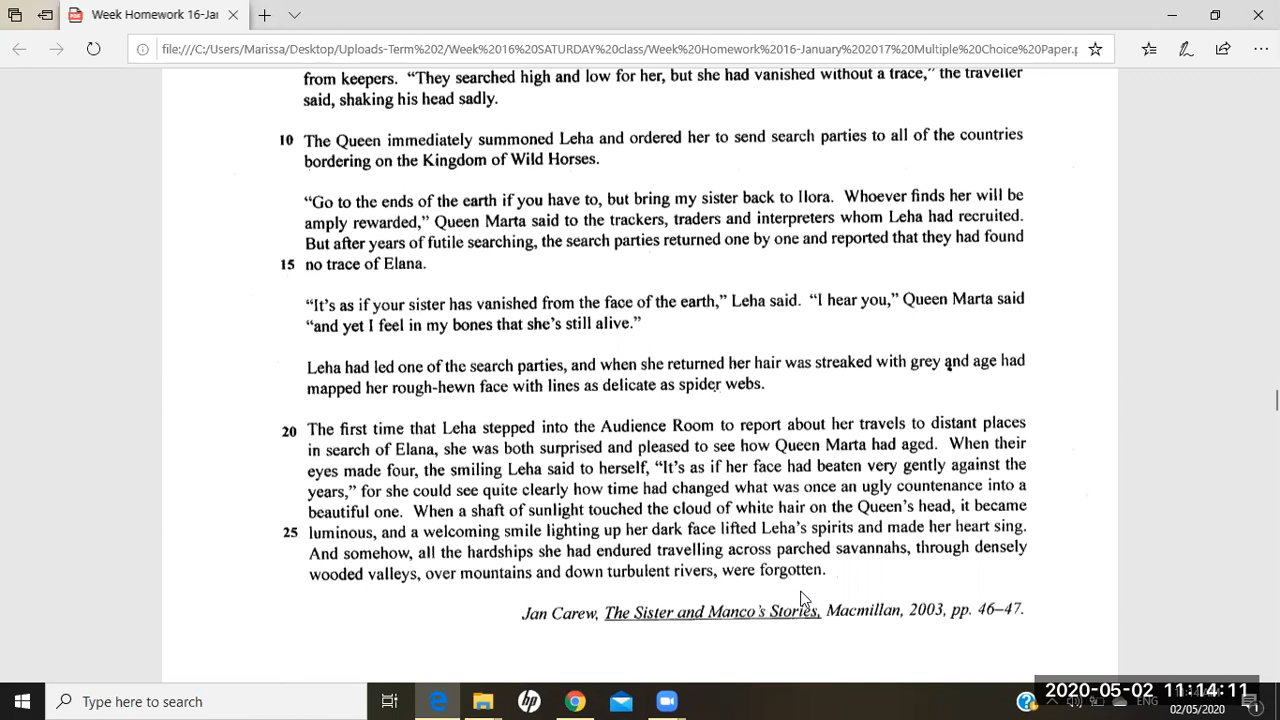 Week Homework 16-Jan
file:///C:/Users/Marissa/Desktop/Uploads-Term%202/Week%2016%20SATURDAY%20class/Week%20Homework%2016-January%202017%20Multiple%20Choice%20Paper.p
from keepers. “They searched high and low for her, but she had vanished without a trace,” the traveller
said, shaking his head sadly.
10 The Queen immediately summoned Leha and ordered her to send search parties to all of the countries
bordering on the Kingdom of Wild Horses.
“Go to the ends of the earth if you have to, but bring my sister back to Ilora. Whoever finds her will be
amply rewarded,” Queen Marta said to the trackers, traders and interpreters whom Leha had recruited.
But after years of futile searching, the search parties returned one by one and reported that they had found
15 no trace of Elana.
“It’s as if your sister has vanished from the face of the earth,” Leha said. “I hear you,” Queen Marta said
“and yet I feel in my bones that she’s still alive.”
Leha had led one of the search parties, and when she returned her hair was streaked with grey and age had
mapped her rough-hewn face with lines as delicate as spider webs.
20 The first time that Leha stepped into the Audience Room to report about her travels to distant places
in search of Elana, she was both surprised and pleased to see how Queen Marta had aged. When their
eyes made four, the smiling Leha said to herself, “It’s as if her face had beaten very gently against the
years,” for she could see quite clearly how time had changed what was once an ugly countenance into a
beautiful one. When a shaft of sunlight touched the cloud of white hair on the Queen’s head, it became
25 luminous, and a welcoming smile lighting up her dark face lifted Leha’s spirits and made her heart sing.
And somehow, all the hardships she had endured travelling across parched savannahs, through densely
wooded valleys, over mountains and down turbulent rivers, were forgotten.
Jan Carew, The Sister and Manco’s Stories, Macmillan, 2003, pp. 46–47.
Type here to search
2020-05-02 11:14:11
ENG
02/05/2020